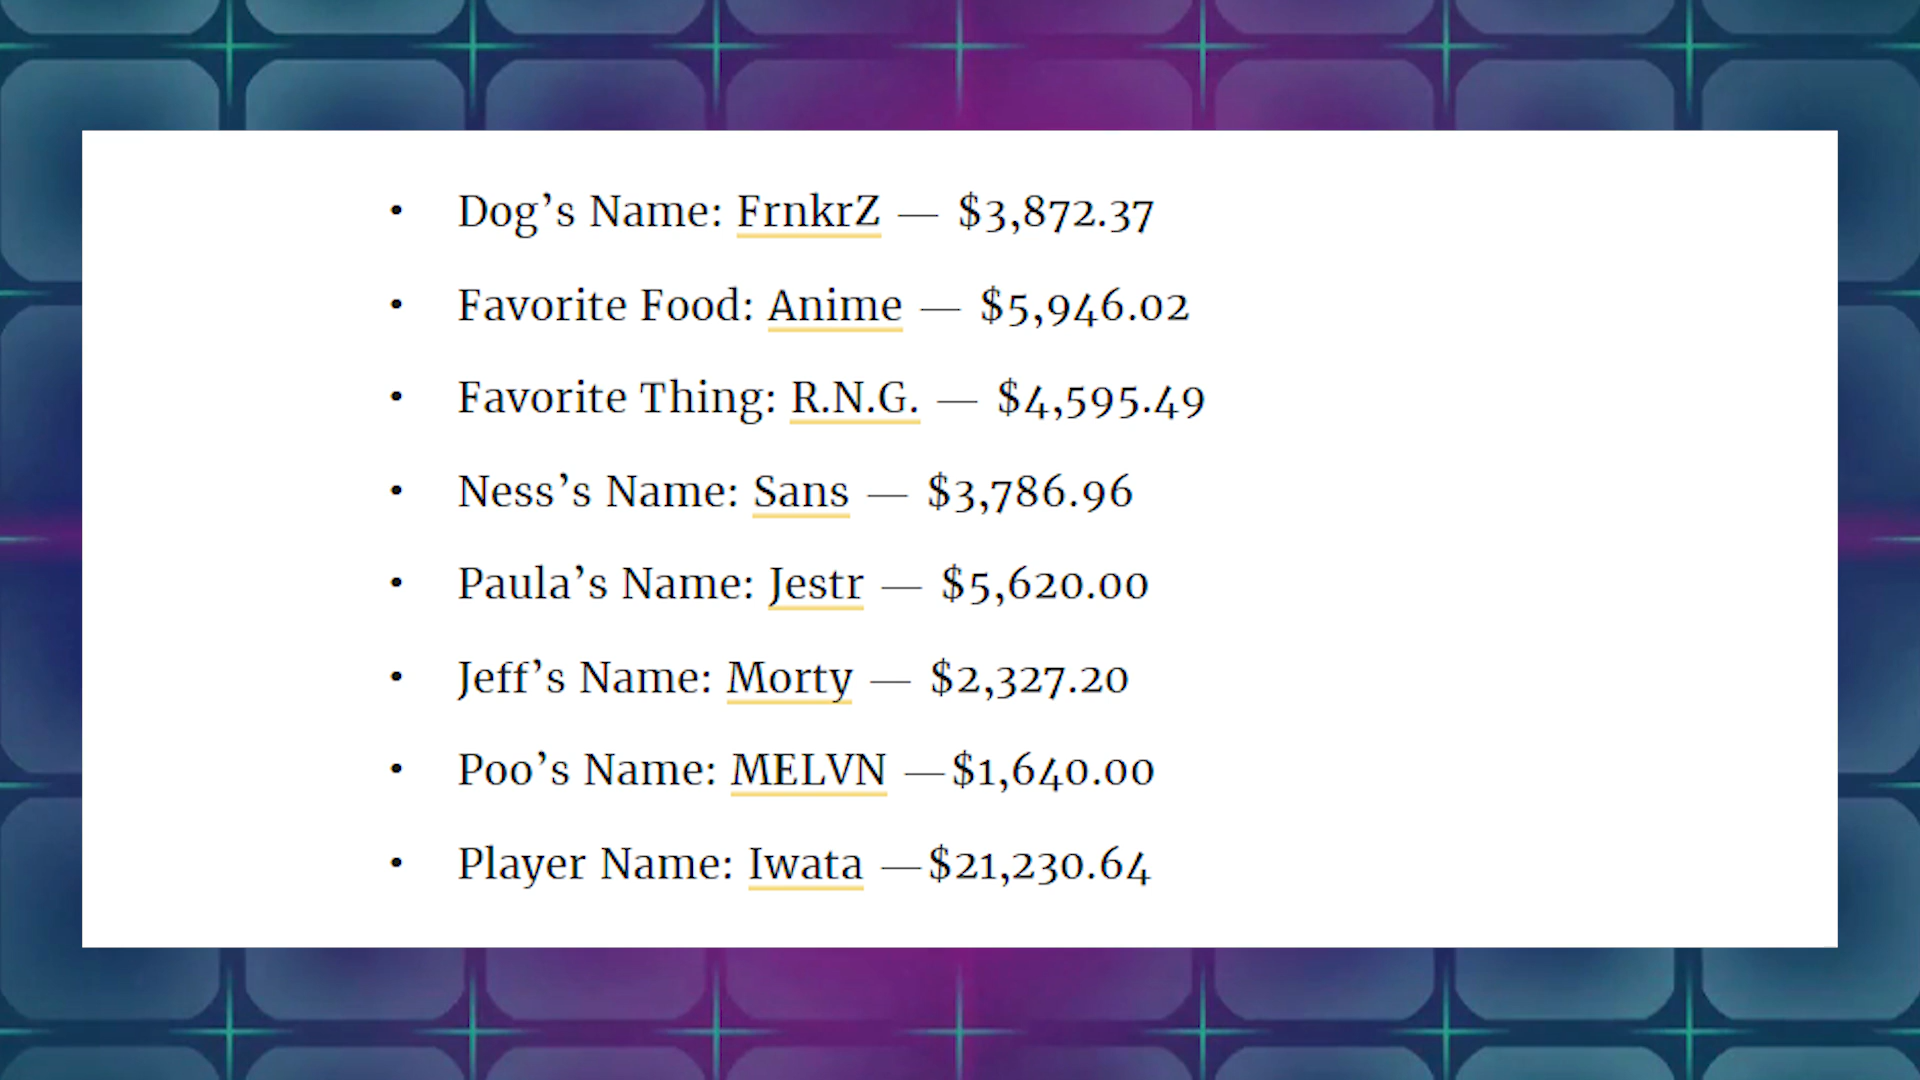 • Dog’s Name: FrnkrZ — $3,872.37
• Favorite Food: Anime — $5,946.02
• Favorite Thing: R.N.G. — $4,595.49
• Ness’s Name: Sans — $3,786.96
• Paula’s Name: Jestr — $5,620.00
• Jeff’s Name: Morty — $2,327.20
• Poo’s Name: MELVN —$1,640.00
• Player Name: Iwata —$21,230.64